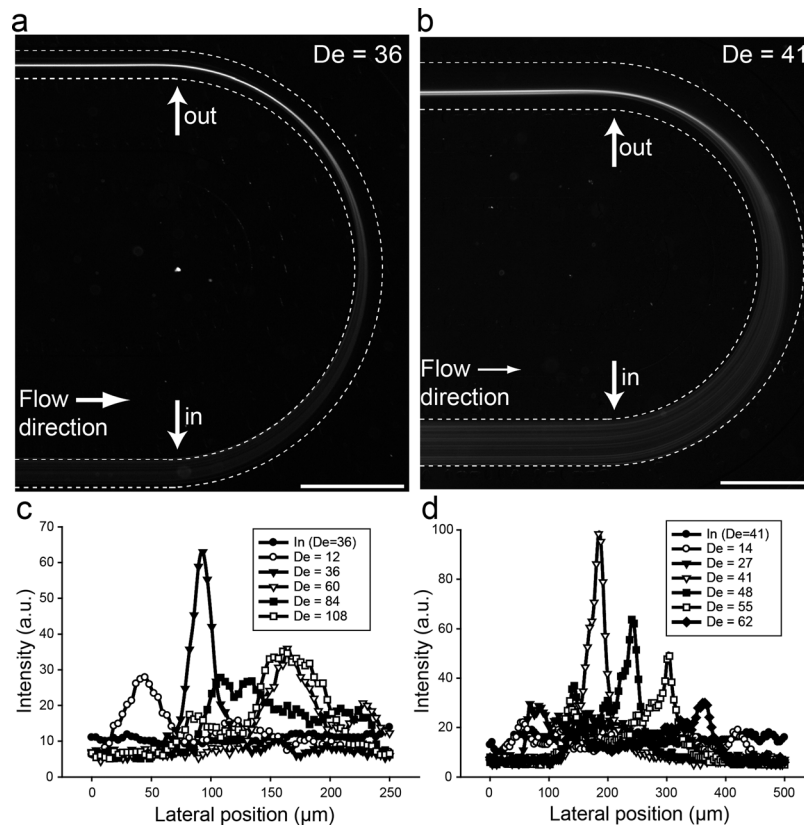 a
De = 36
out
Flow
direction
in
b
De = 41
out
Flow
direction
in
c
70
60
50
40
30
20
10
0
Intensity (a.u.)
In (De=36)
De = 12
De = 36
De = 60
De = 84
De = 108
0 50 100 150 200 250
Lateral position (µm)
d
100
80
60
40
20
0
Intensity (a.u.)
In (De=41)
De = 14
De = 27
De = 41
De = 48
De = 55
De = 62
0 100 200 300 400 500
Lateral position (µm)